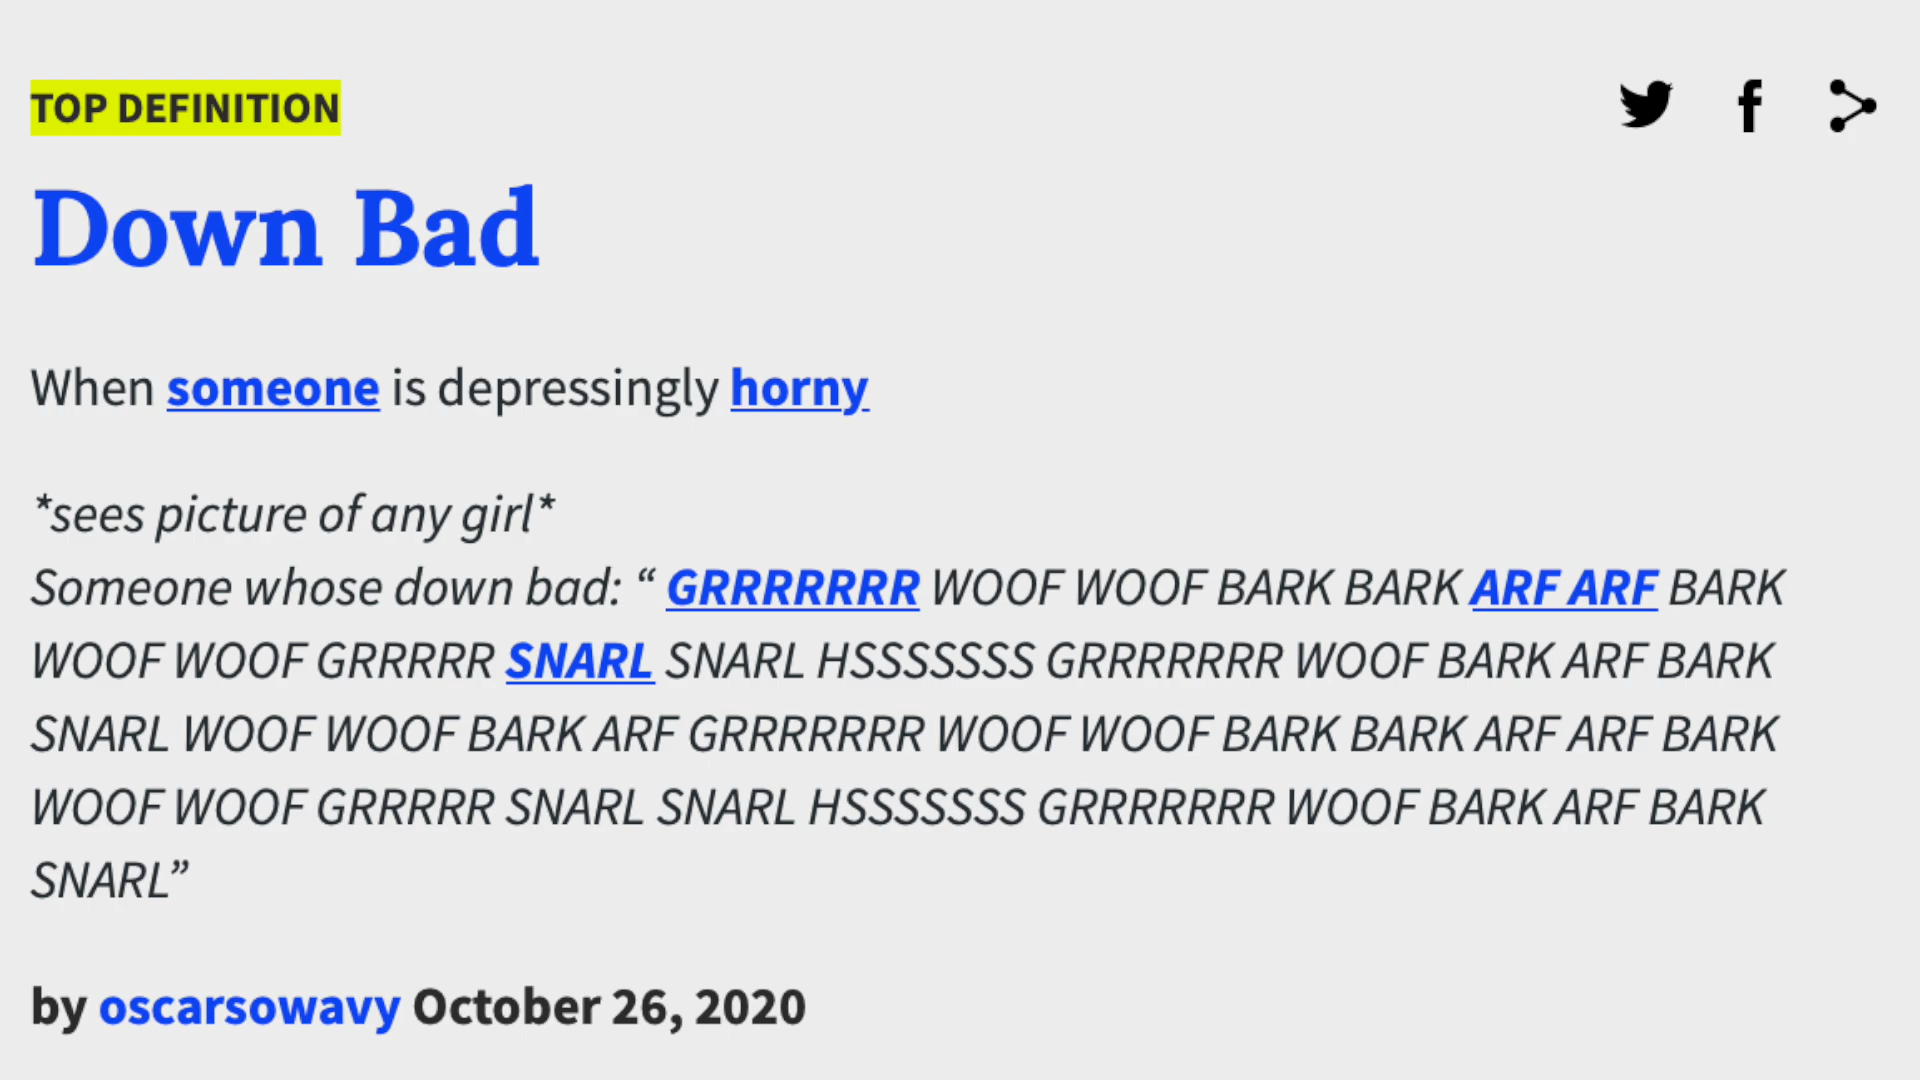 TOP DEFINITION
Down Bad
When someone is depressingly horny
*sees picture of any girl*
Someone whose down bad: “ GRRRRRRR WOOF WOOF BARK BARK ARF ARF BARK
WOOF WOOF GRRRRR SNARL SNARL HSSSSSSS GRRRRRRR WOOF BARK ARF BARK
SNARL WOOF WOOF BARK ARF GRRRRRRR WOOF WOOF BARK BARK ARF ARF BARK
WOOF WOOF GRRRRR SNARL SNARL HSSSSSSS GRRRRRRR WOOF BARK ARF BARK
SNARL”
by oscarsowavy October 26, 2020